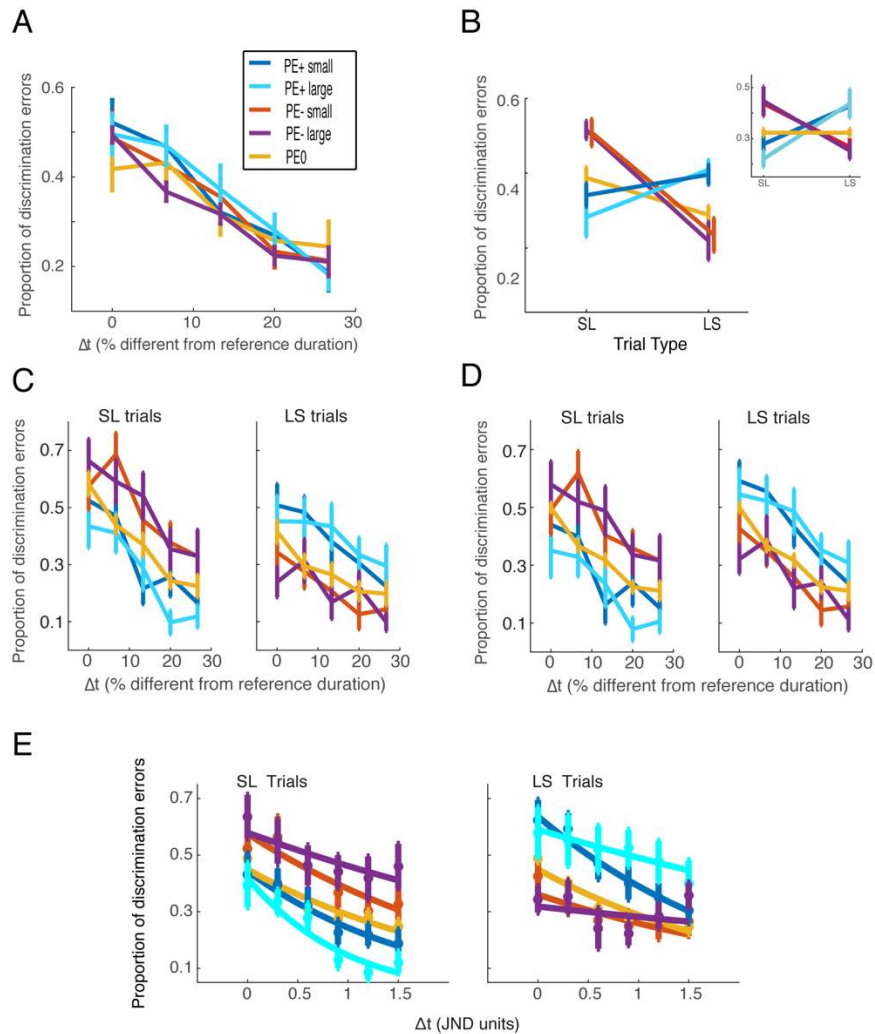 A
Proportion of discrimination errors
0.6
0.4
0.2
0 10 20 30
Δt (% different from reference duration)
PE+ small
PE+ large
PE- small
PE- large
PE0
B
Proportion of discrimination errors
0.6
0.4
0.2
SL LS
Trial Type
0.5
0.3
SL LS
C
SL trials LS trials
Proportion of discrimination errors
0.7
0.5
0.3
0.1
0 10 20 30 0 10 20 30
Δt (% different from reference duration)
D
SL trials LS trials
Proportion of discrimination errors
0.7
0.5
0.3
0.1
0 10 20 30 0 10 20 30
Δt (% different from reference duration)
E
SL Trials LS Trials
Proportion of discrimination errors
0.7
0.5
0.3
0.1
0 0.5 1 1.5 0 0.5 1 1.5
Δt (JND units)